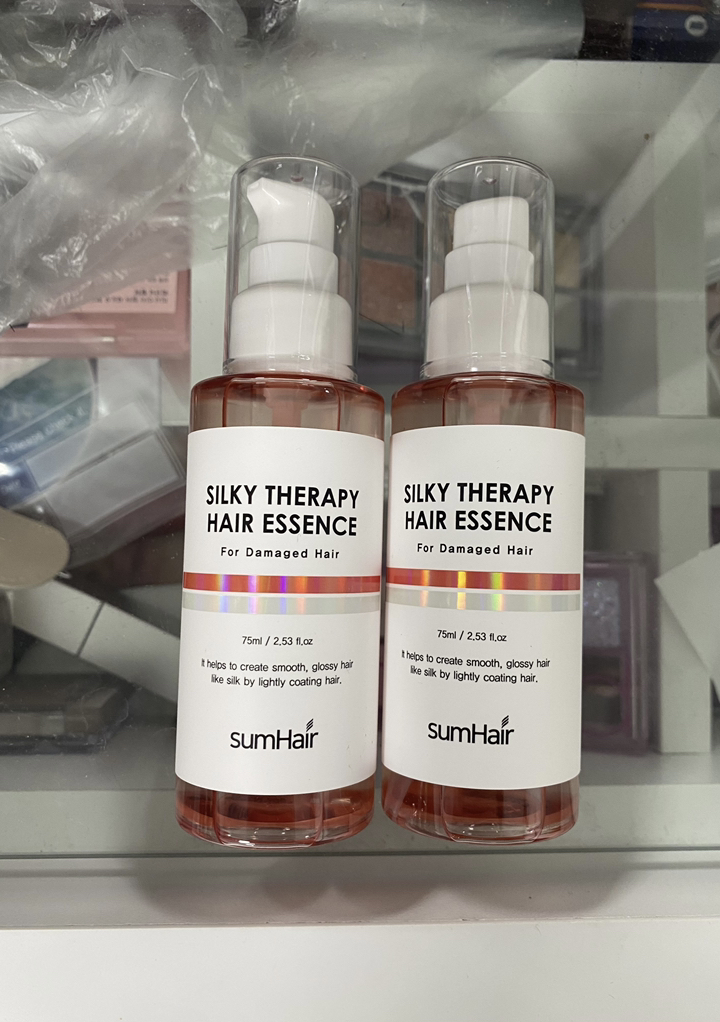 SILKY THERAPY
HAIR ESSENCE
For Damaged Hair
75ml / 2,53 fl,oz
It helps to create smooth, glossy hair
like silk by lightly coating hair.
sumHair
SILKY THERAPY
HAIR ESSENCE
For Damaged Hair
75ml / 2,53 fl,oz
It helps to create smooth, glossy hair
like silk by lightly coating hair.
sumHair